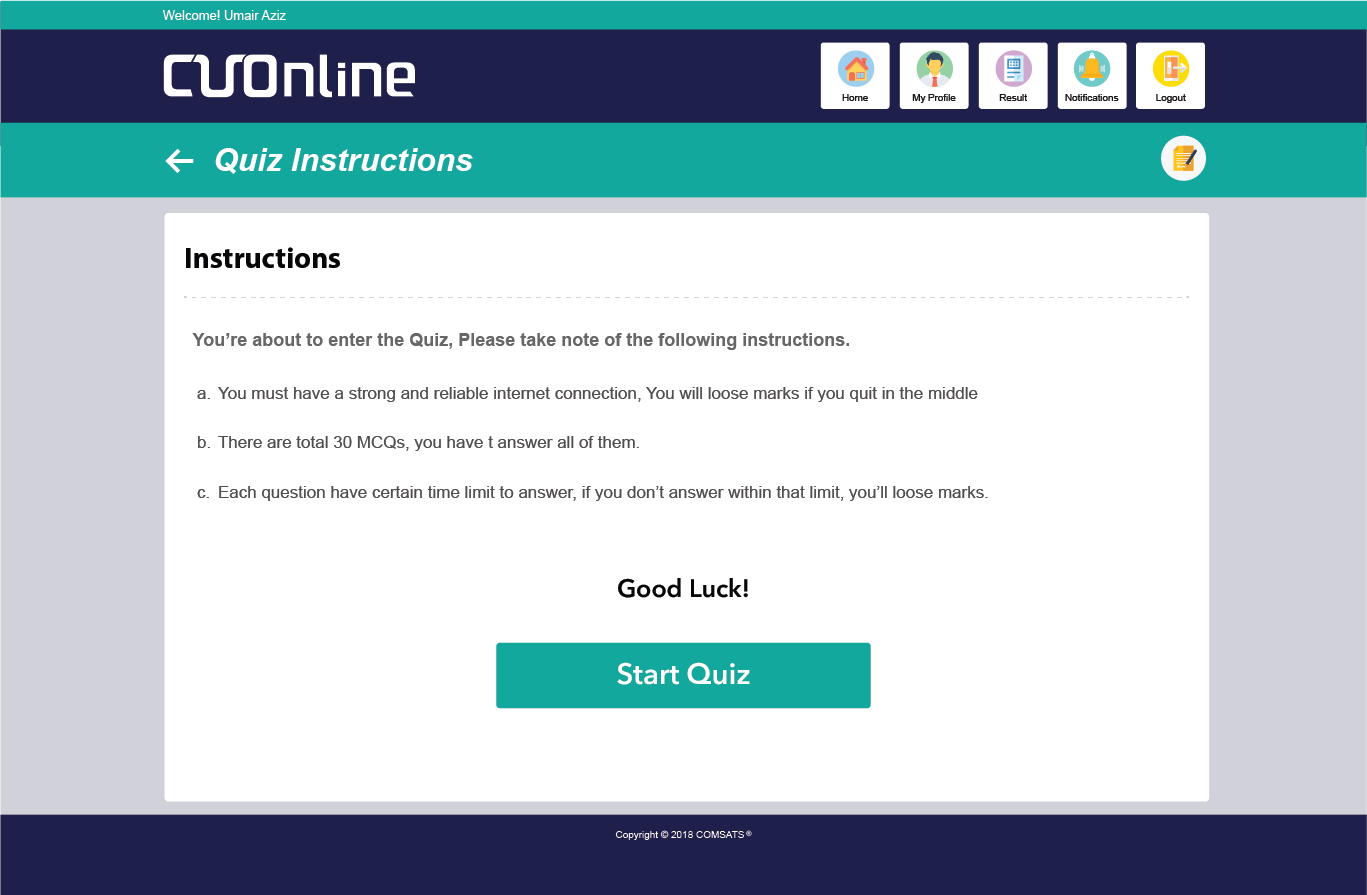 Welcome! Umair Aziz
CUOnline
Home
My Profile
Result
Notifications
Logout
Quiz Instructions
Instructions
You’re about to enter the Quiz, Please take note of the following instructions.
a. You must have a strong and reliable internet connection, You will loose marks if you quit in the middle
b. There are total 30 MCQs, you have t answer all of them.
c. Each question have certain time limit to answer, if you don’t answer within that limit, you’ll loose marks.
Good Luck!
Start Quiz
Copyright © 2018 COMSATS ®